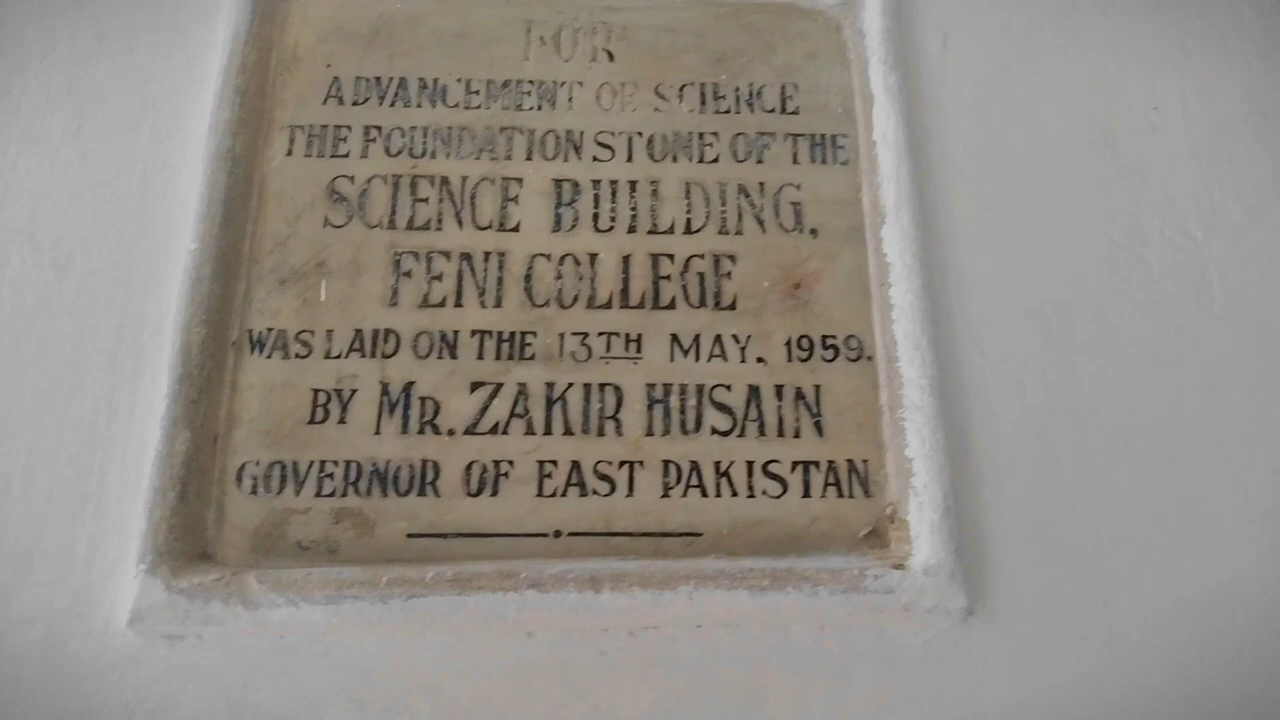 FOR
ADVANCEMENT OF SCIENCE
THE FOUNDATION STONE OF THE
SCIENCE BUILDING,
FENI COLLEGE
WAS LAID ON THE 13TH MAY. 1959.
BY MR. ZAKIR HUSAIN
GOVERNOR OF EAST PAKISTAN